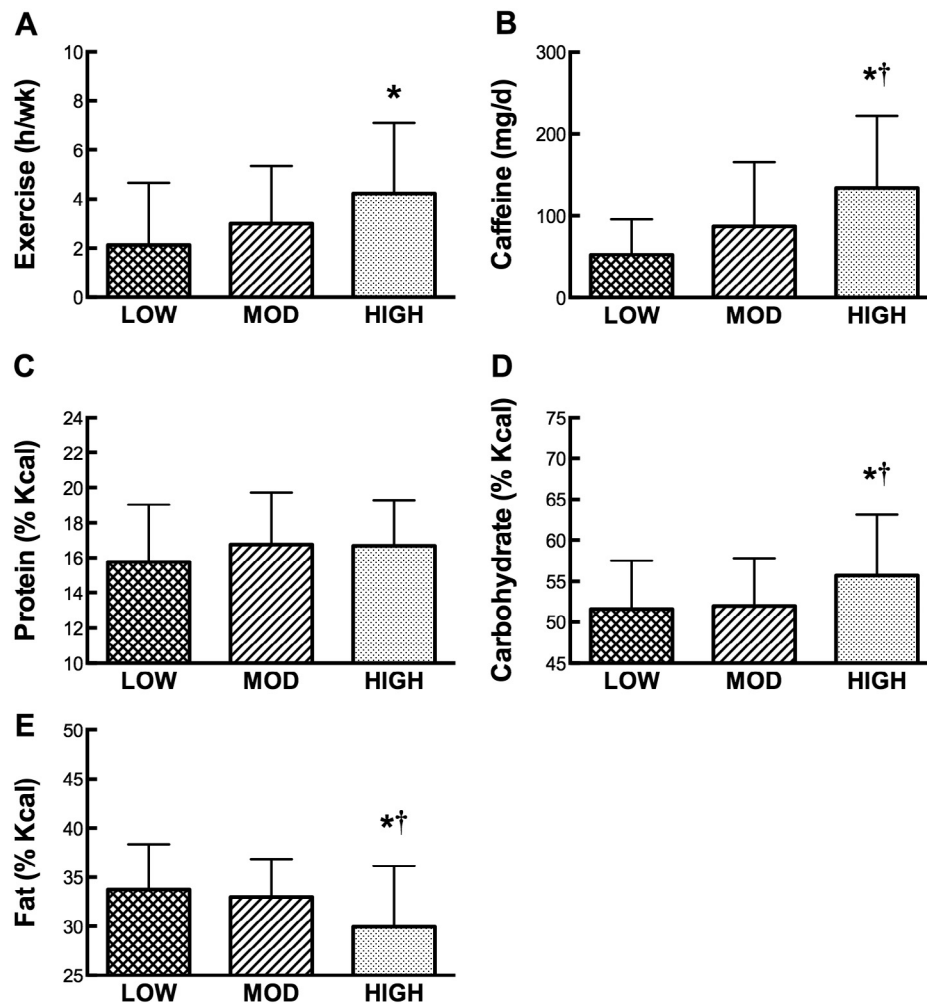 A
Exercise (h/wk)
10
8
6
4
2
0
*
LOW MOD HIGH
B
Caffeine (mg/d)
300
200
100
0
*†
LOW MOD HIGH
C
Protein (% Kcal)
24
22
20
18
16
14
12
10
LOW MOD HIGH
D
Carbohydrate (% Kcal)
75
70
65
60
55
50
45
*†
LOW MOD HIGH
E
Fat (% Kcal)
50
45
40
35
30
25
*†
LOW MOD HIGH